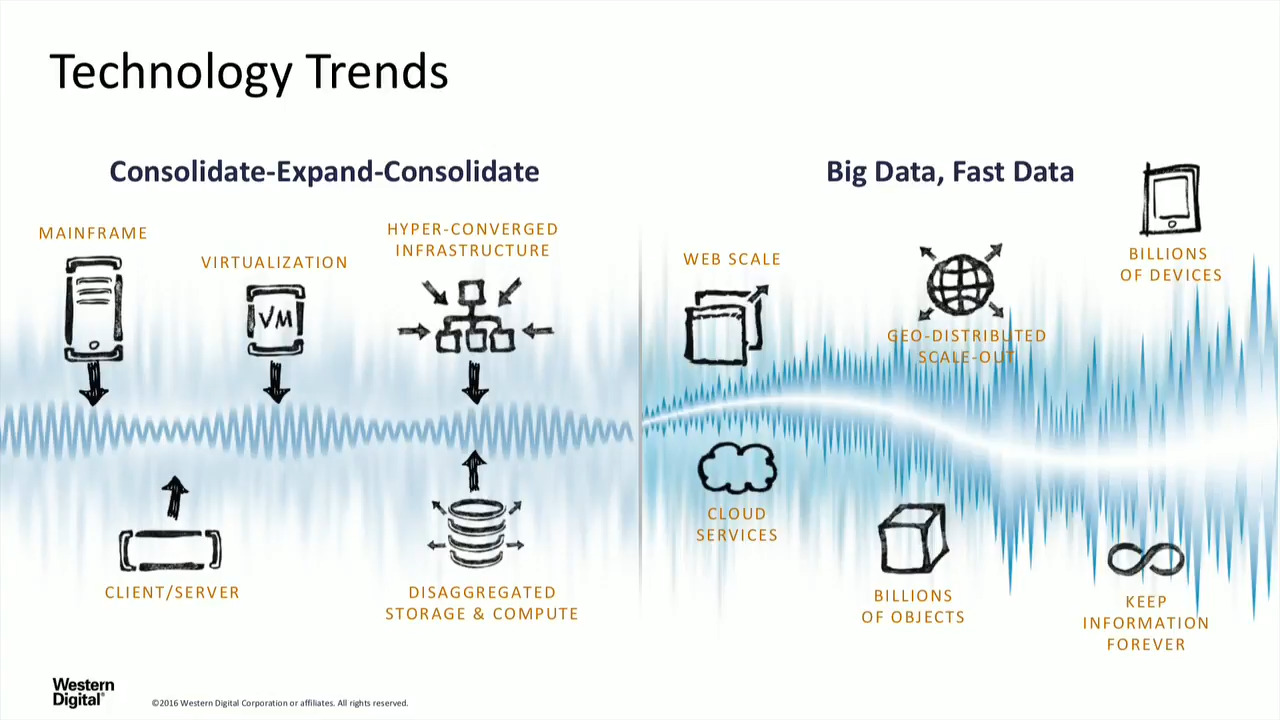 Technology Trends
Consolidate-Expand-Consolidate
MAINFRAME
VIRTUALIZATION
VM
HYPER-CONVERGED
INFRASTRUCTURE
CLIENT/SERVER
DISAGGREGATED
STORAGE & COMPUTE
Big Data, Fast Data
WEB SCALE
GEO-DISTRIBUTED
SCALE-OUT
BILLIONS
OF DEVICES
CLOUD
SERVICES
BILLIONS
OF OBJECTS
KEEP
INFORMATION
FOREVER
Western
Digital®
©2016 Western Digital Corporation or affiliates. All rights reserved.